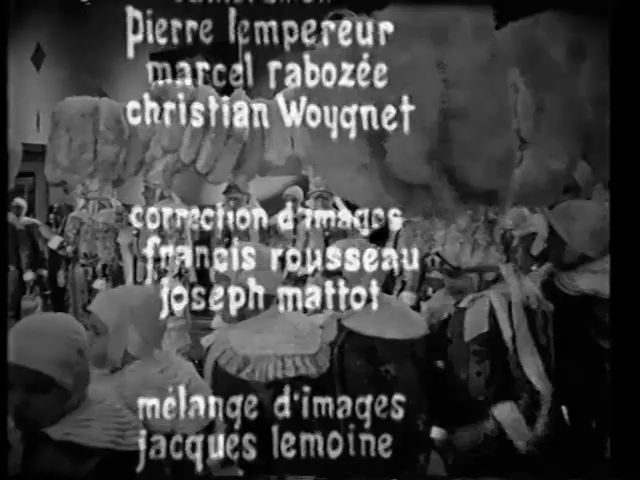 pierre lempereur
marcel rabozée
christian Woygnet
correction d'images
francis rousseau
joseph mattot
mélange d'images
jacques lemoine